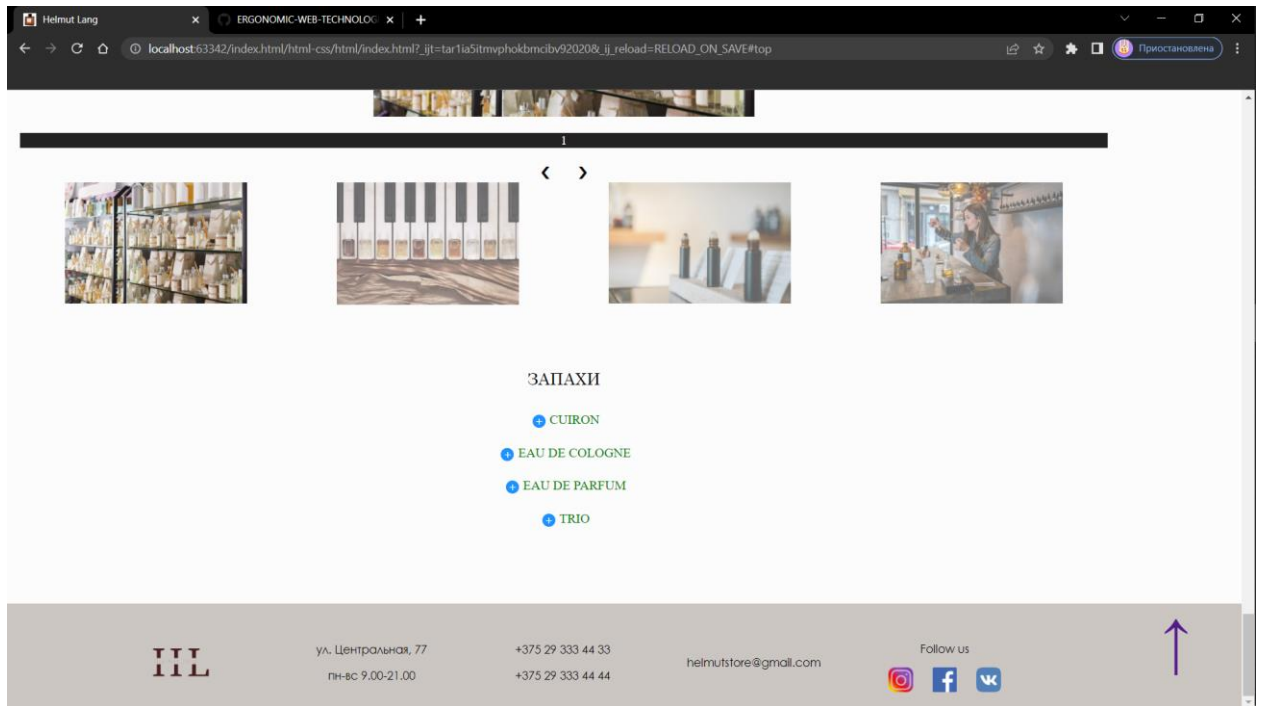 Helmut Lang
ERGONOMIC-WEB-TECHNOLOG
localhost:63342/index.html/html-css/html/index.html?_ijt=tar1ia5itmvphokbmcibv92020&_ij_reload=RELOAD_ON_SAVE#top
Приостановлена
1
ЗАПАХИ
CUIRON
EAU DE COLOGNE
EAU DE PARFUM
TRIO
IIL
ул. Центральная, 77
пн-вс 9.00-21.00
+375 29 333 44 33
+375 29 333 44 44
helmutstore@gmail.com
Follow us